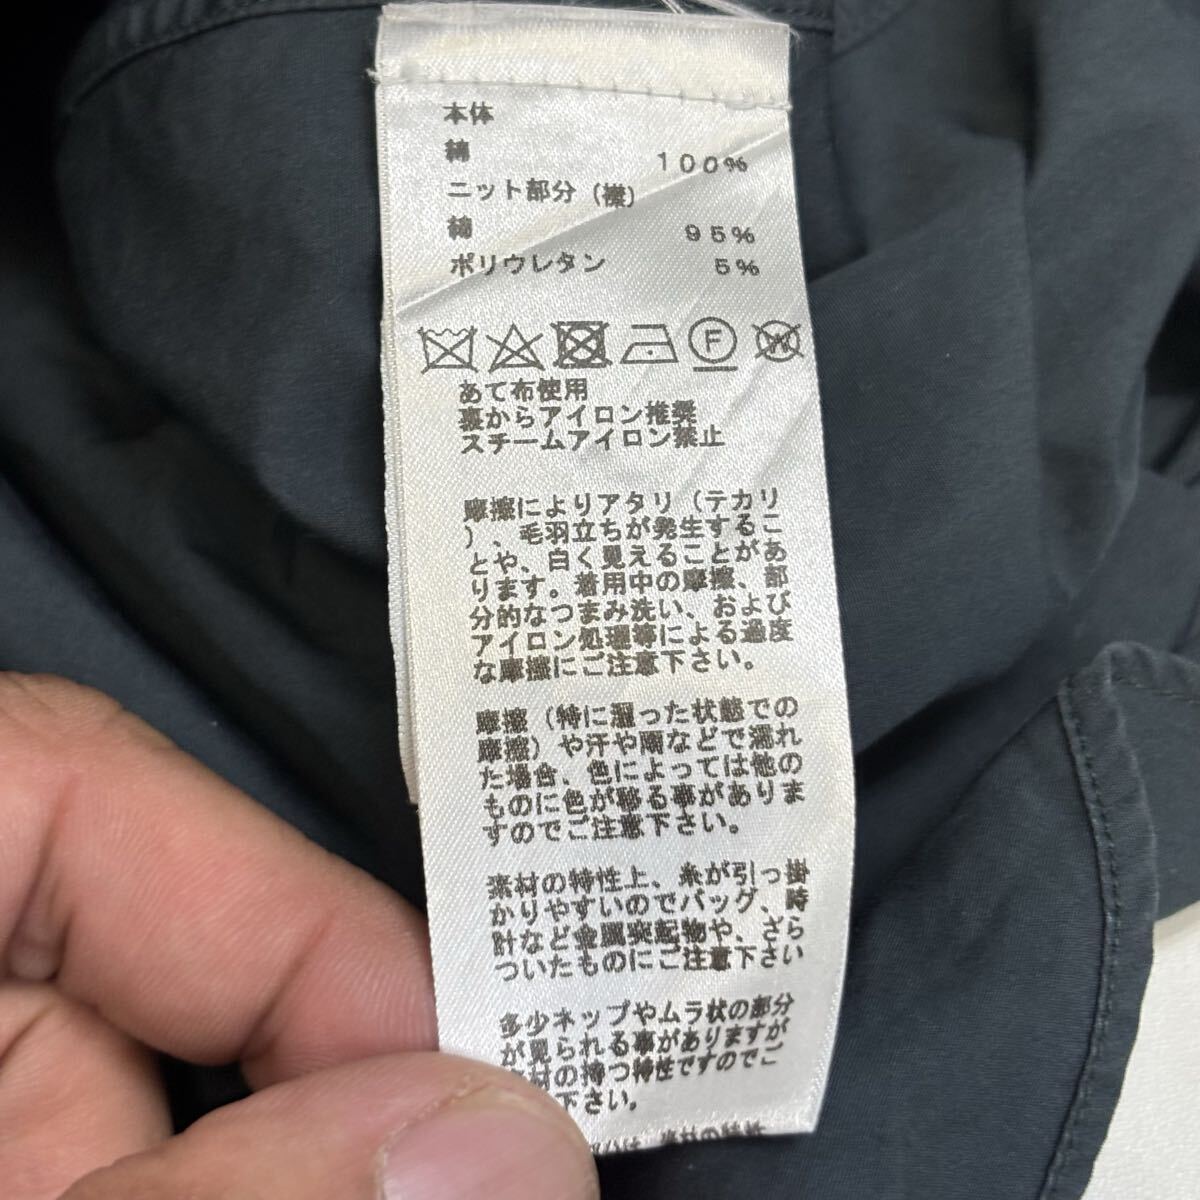 本体
綿 100%
ニット部分(襟)
綿 95%
ポリウレタン 5%
F W
あて布使用
裏からアイロン推奨
スチームアイロン禁止
摩擦によりアタリ(テカリ
)、毛羽立ちが発生するこ
とや、白く見えることがあ
ります。着用中の摩擦、部
分的なつまみ洗い、および
アイロン処理等による過度
な摩擦にご注意下さい。
摩擦(特に湿った状態での
摩擦)や汗や雨などで濡れ
た場合、色によっては他の
ものに色が移る事がありま
すのでご注意下さい。
素材の特性上、糸が引っ掛
かりやすいのでバッグ、時
計など金属突起物や、ざら
ついたものにご注意下さい
多少ネップやムラ状の部分
が見られる事がありますが
材の持つ特性ですのでご
下さい。
素材の特性